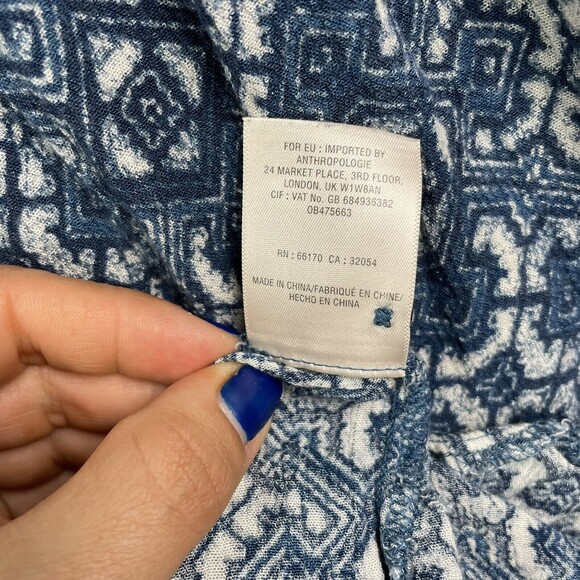 FOR EU : IMPORTED BY
ANTHROPOLOGIE
24 MARKET PLACE, 3RD FLOOR,
LONDON, UK W1W8AN
CIF : VAT No. GB 684936382
0B475663
RN : 66170 CA : 32054
MADE IN CHINA/FABRIQUÉ EN CHINE/
HECHO EN CHINA